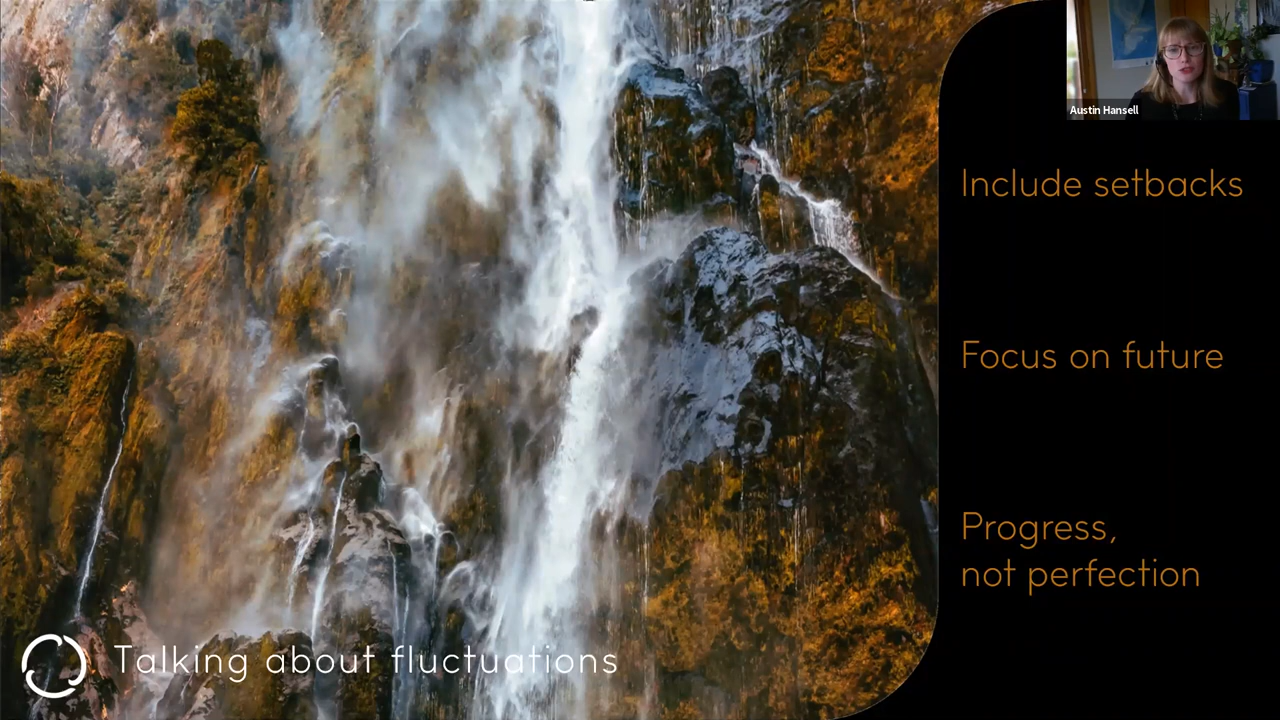 Austin Hansell
Include setbacks
Focus on future
Progress,
not perfection
Talking about fluctuations